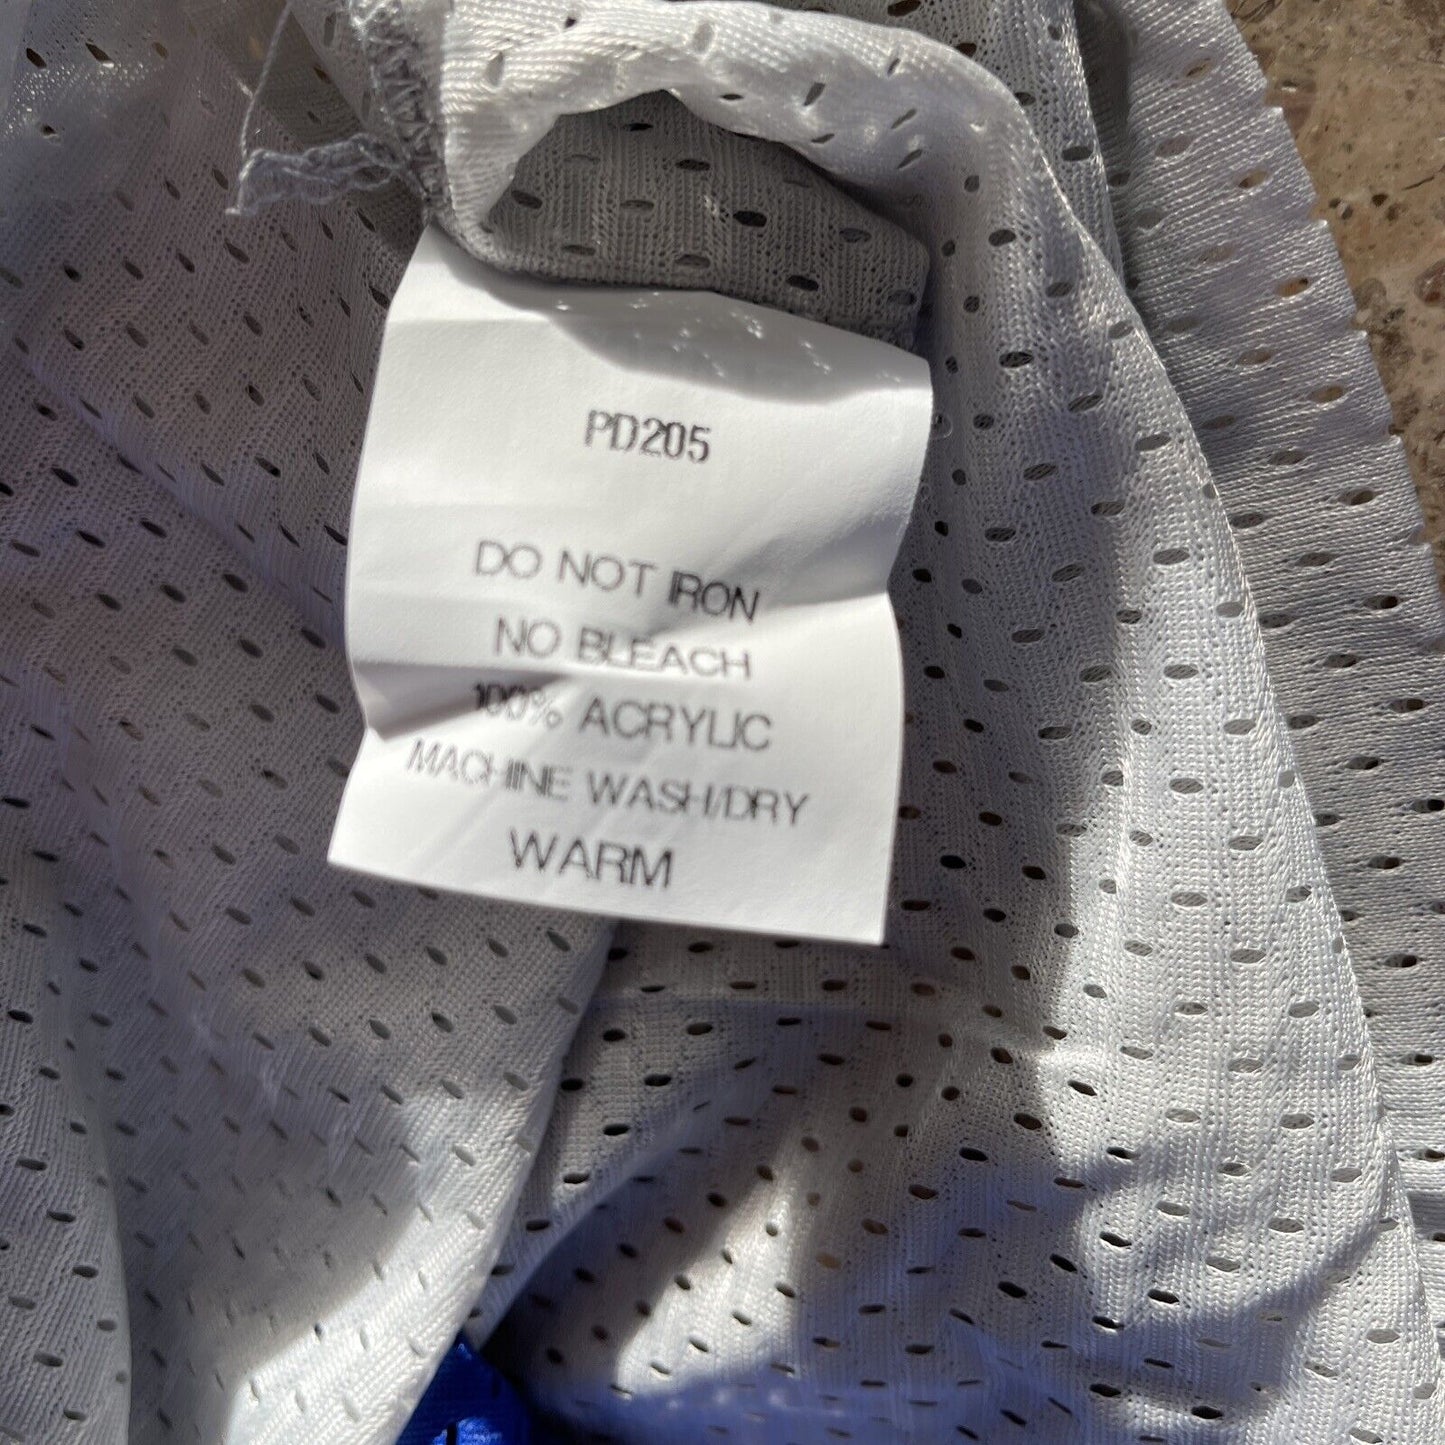 PD205
DO NOT IRON
NO BLEACH
100% ACRYLIC
MACHINE WASH/DRY
WARM